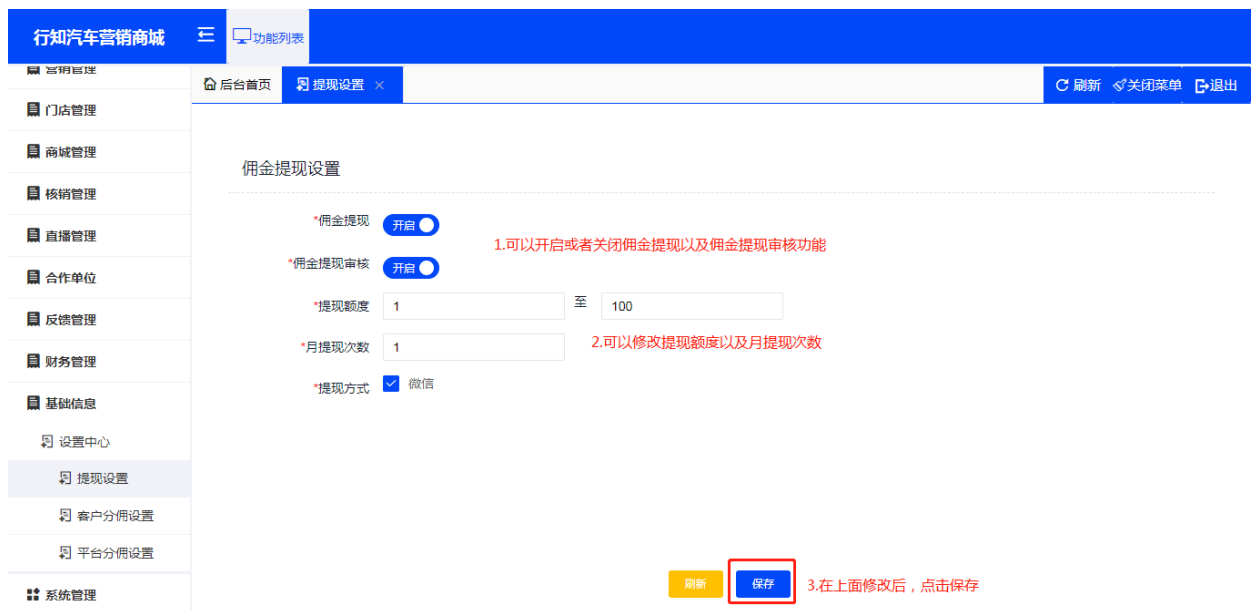 行知汽车营销商城
功能列表
营销管理
后台首页
提现设置
刷新
关闭菜单
退出
门店管理
商城管理
核销管理
直播管理
合作单位
反馈管理
财务管理
基础信息
设置中心
提现设置
客户分佣设置
平台分佣设置
系统管理
佣金提现设置
*佣金提现 开启
1.可以开启或者关闭佣金提现以及佣金提现审核功能
*佣金提现审核 开启
*提现额度 1 至 100
*月提现次数 1
2.可以修改提现额度以及月提现次数
*提现方式 微信
刷新 保存
3.在上面修改后，点击保存